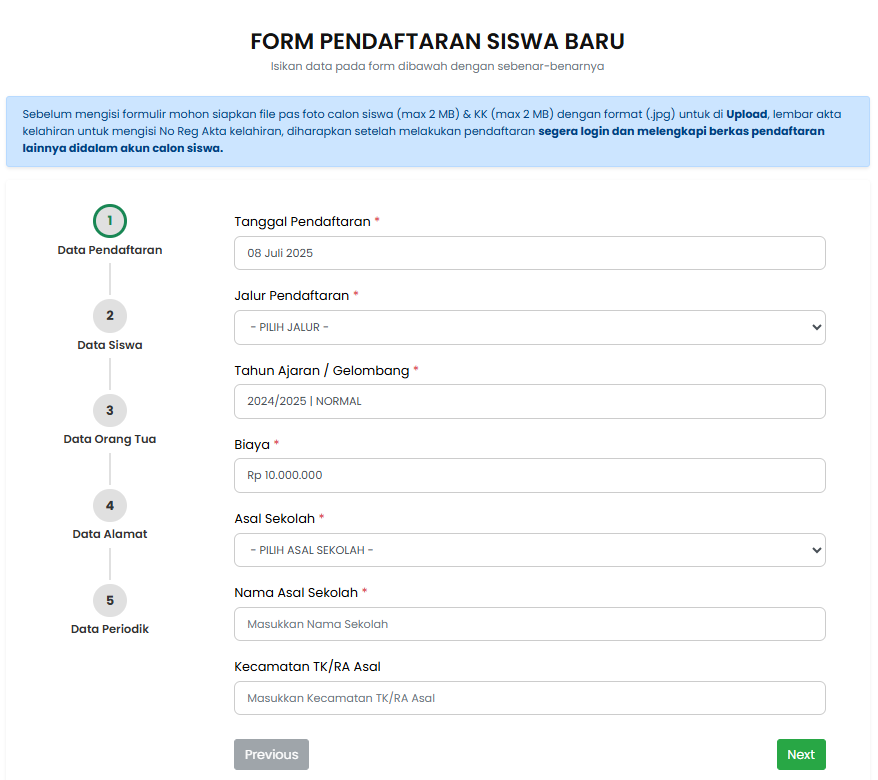 FORM PENDAFTARAN SISWA BARU
Isikan data pada form dibawah dengan sebenar-benarnya
Sebelum mengisi formulir mohon siapkan file pas foto calon siswa (max 2 MB) & KK (max 2 MB) dengan format (.jpg) untuk di Upload, lembar akta
kelahiran untuk mengisi No Reg Akta kelahiran, diharapkan setelah melakukan pendaftaran segera login dan melengkapi berkas pendaftaran
lainnya didalam akun calon siswa.
1
Data Pendaftaran
2
Data Siswa
3
Data Orang Tua
4
Data Alamat
5
Data Periodik
Tanggal Pendaftaran *
08 Juli 2025
Jalur Pendaftaran *
- PILIH JALUR -
Tahun Ajaran / Gelombang *
2024/2025 | NORMAL
Biaya *
Rp 10.000.000
Asal Sekolah *
- PILIH ASAL SEKOLAH -
Nama Asal Sekolah *
Masukkan Nama Sekolah
Kecamatan TK/RA Asal
Masukkan Kecamatan TK/RA Asal
Previous
Next